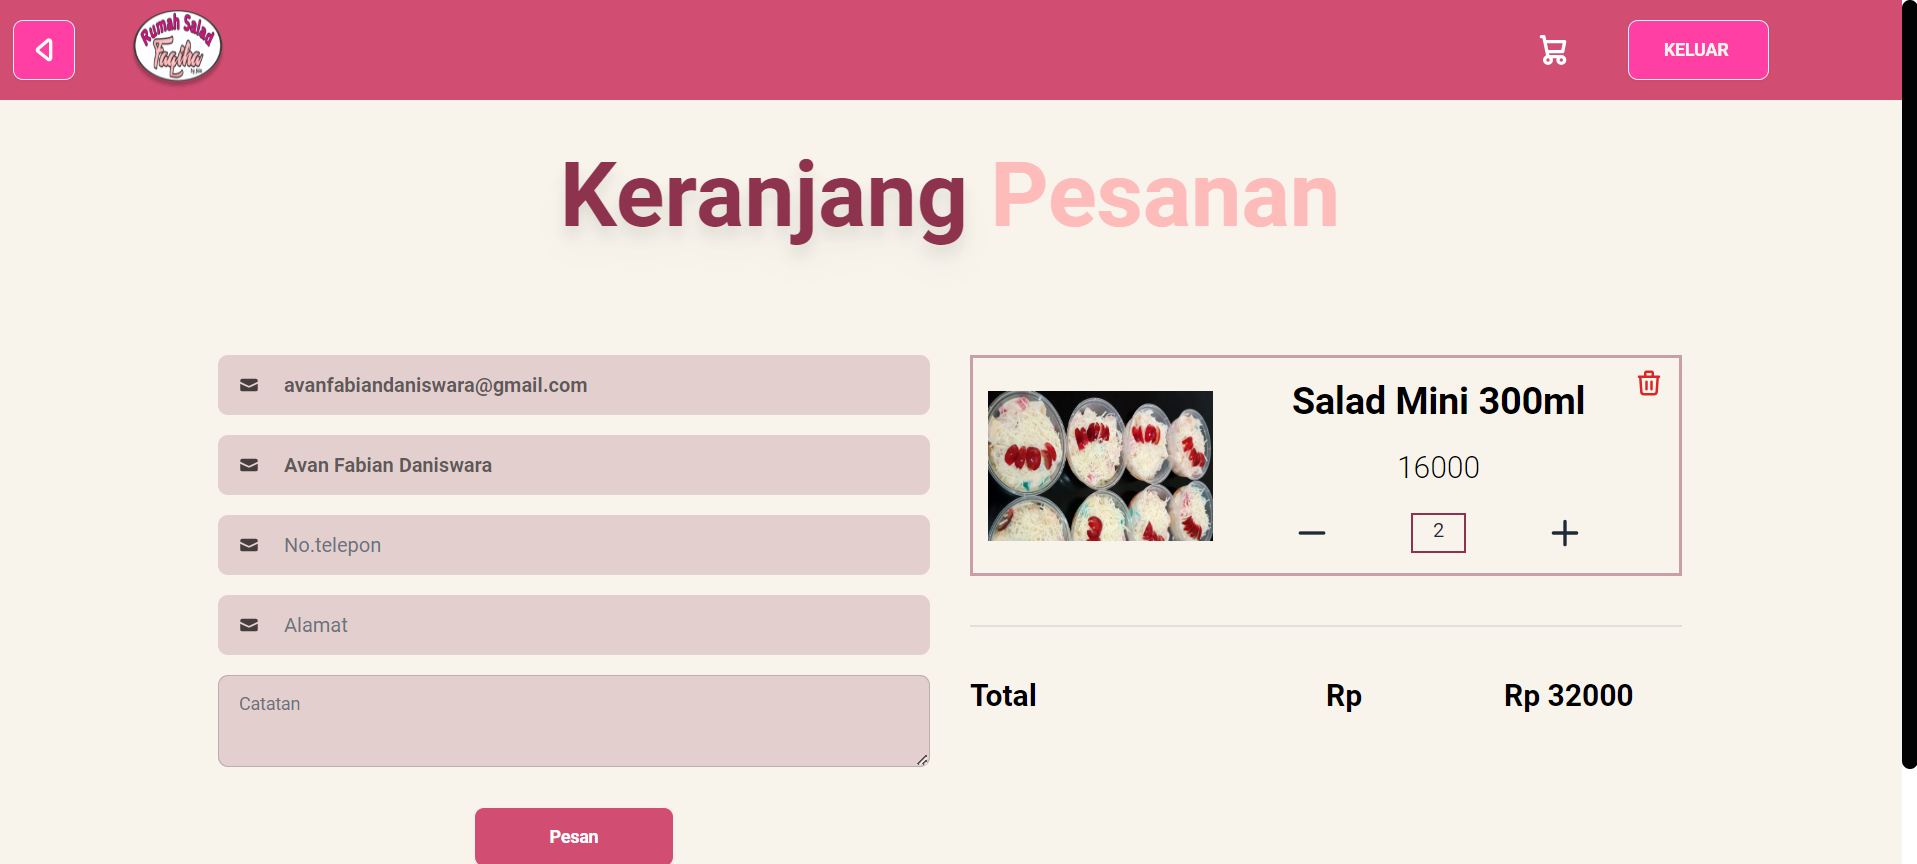 Rumah Salad
Faqiha
KELUAR
Keranjang Pesanan
avanfabiandaniswara@gmail.com
Avan Fabian Daniswara
No.telepon
Alamat
Catatan
Pesan
Salad Mini 300ml
16000
2
Total Rp Rp 32000